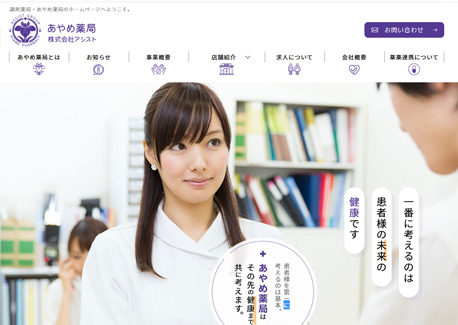 調剤薬局・あやめ薬局のホームページへようこそ。
あやめ薬局
株式会社アシスト
お問い合わせ
あやめ薬局とは
お知らせ
事業概要
店舗紹介
求人について
会社概要
薬薬連携について
一番に考えるのは
患者様の未来の
健康です
患者様を第一に
考えるのは基本。
あやめ薬局は
その先の健康まで
共に考えます。